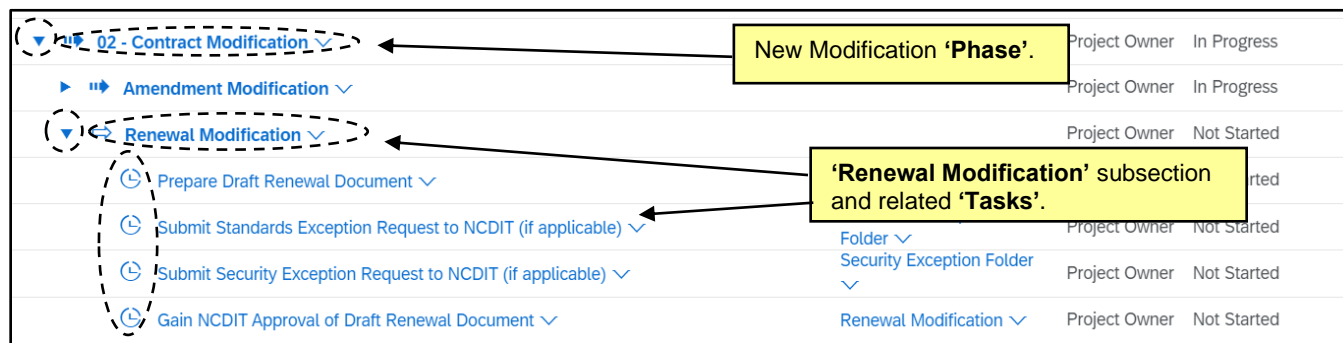 02 - Contract Modification
New Modification ‘Phase’.
Project Owner In Progress
Amendment Modification
Project Owner In Progress
Renewal Modification
Project Owner Not Started
‘Renewal Modification’ subsection
and related ‘Tasks’.
Prepare Draft Renewal Document
Submit Standards Exception Request to NCDIT (if applicable)
Folder
Project Owner Not Started
Submit Security Exception Request to NCDIT (if applicable)
Security Exception Folder
Project Owner Not Started
Gain NCDIT Approval of Draft Renewal Document
Renewal Modification
Project Owner Not Started